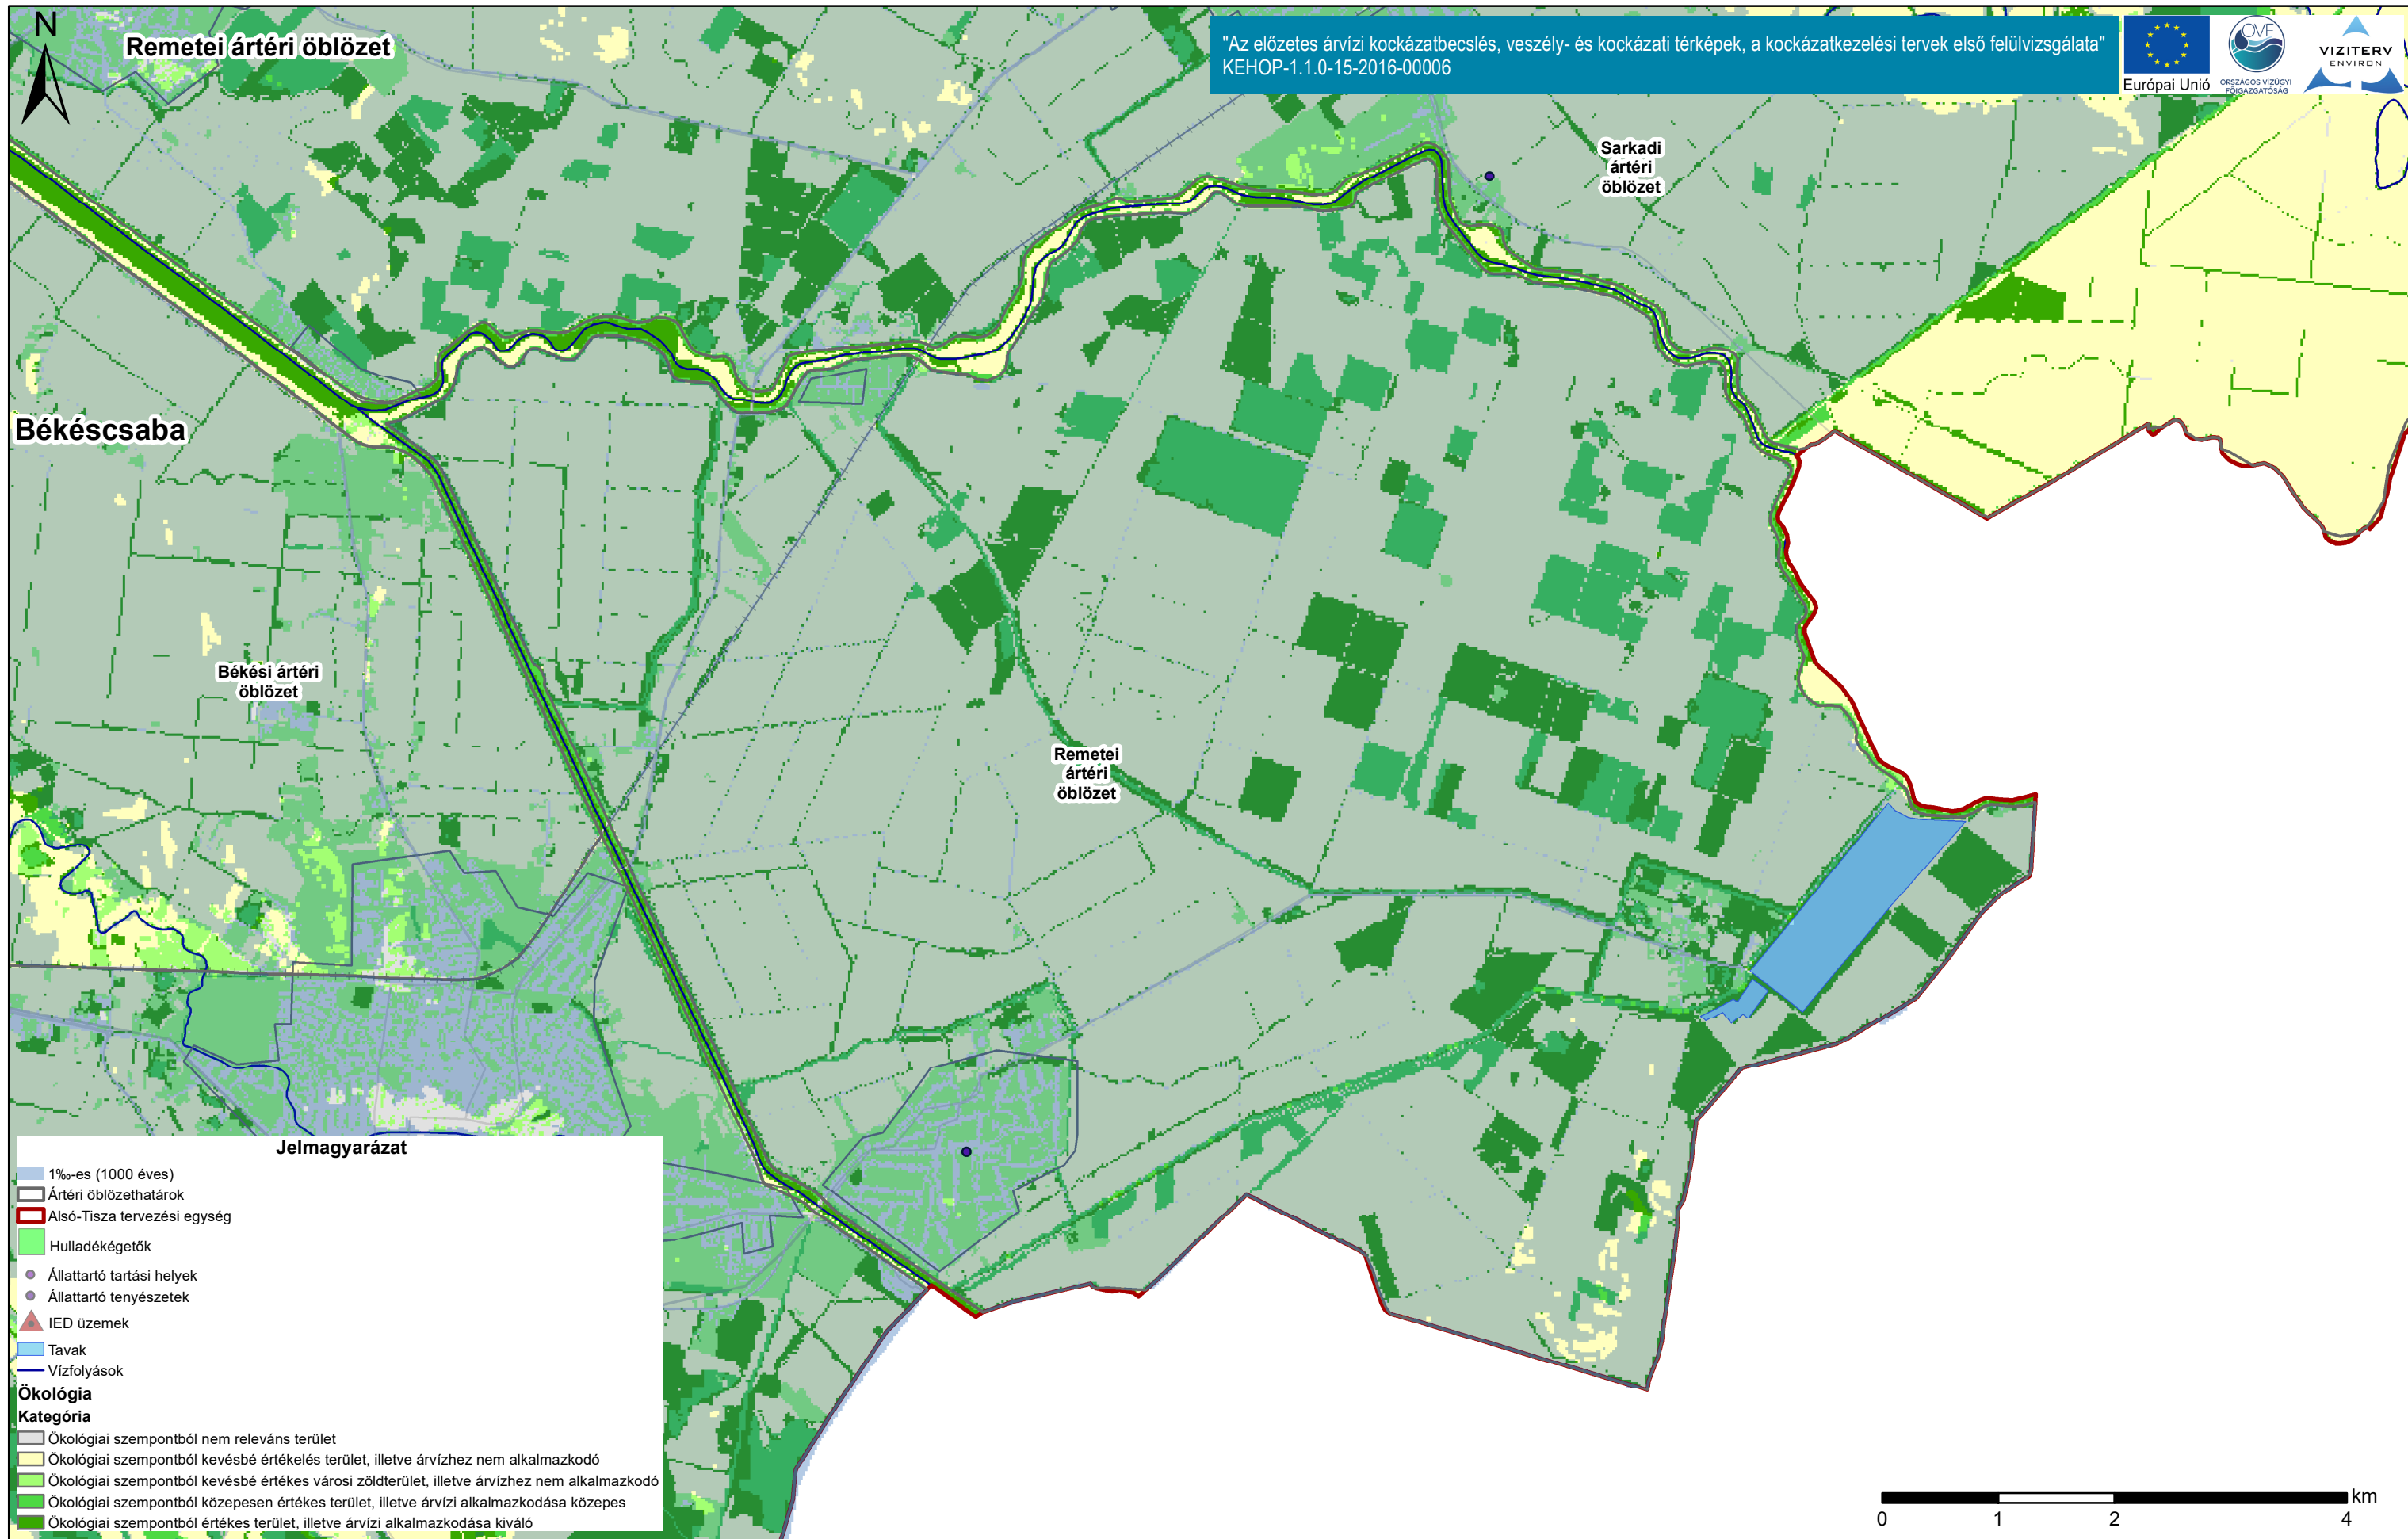 N
Remetei ártéri öblözet
"Az előzetes árvízi kockázatbecslés, veszély- és kockázati térképek, a kockázatkezelési tervek első felülvizsgálata"
KEHOP-1.1.0-15-2016-00006
Európai Unió
OVF
ORSZÁGOS VÍZÜGYI
FŐIGAZGATÓSÁG
VIZITERV
ENVIRON
Sarkadi
ártéri
öblözet
Békéscsaba
Békési ártéri
öblözet
Remetei
ártéri
öblözet
Jelmagyarázat
1‰-es (1000 éves)
Ártéri öblözethatárok
Alsó-Tisza tervezési egység
Hulladékégetők
Állattartó tartási helyek
Állattartó tenyészetek
IED üzemek
Tavak
Vízfolyások
Ökológia
Kategória
Ökológiai szempontból nem releváns terület
Ökológiai szempontból kevésbé értékelés terület, illetve árvízhez nem alkalmazkodó
Ökológiai szempontból kevésbé értékes városi zöldterület, illetve árvízhez nem alkalmazkodó
Ökológiai szempontból közepesen értékes terület, illetve árvízi alkalmazkodása közepes
Ökológiai szempontból értékes terület, illetve árvízi alkalmazkodása kiváló
km
0 1 2 4